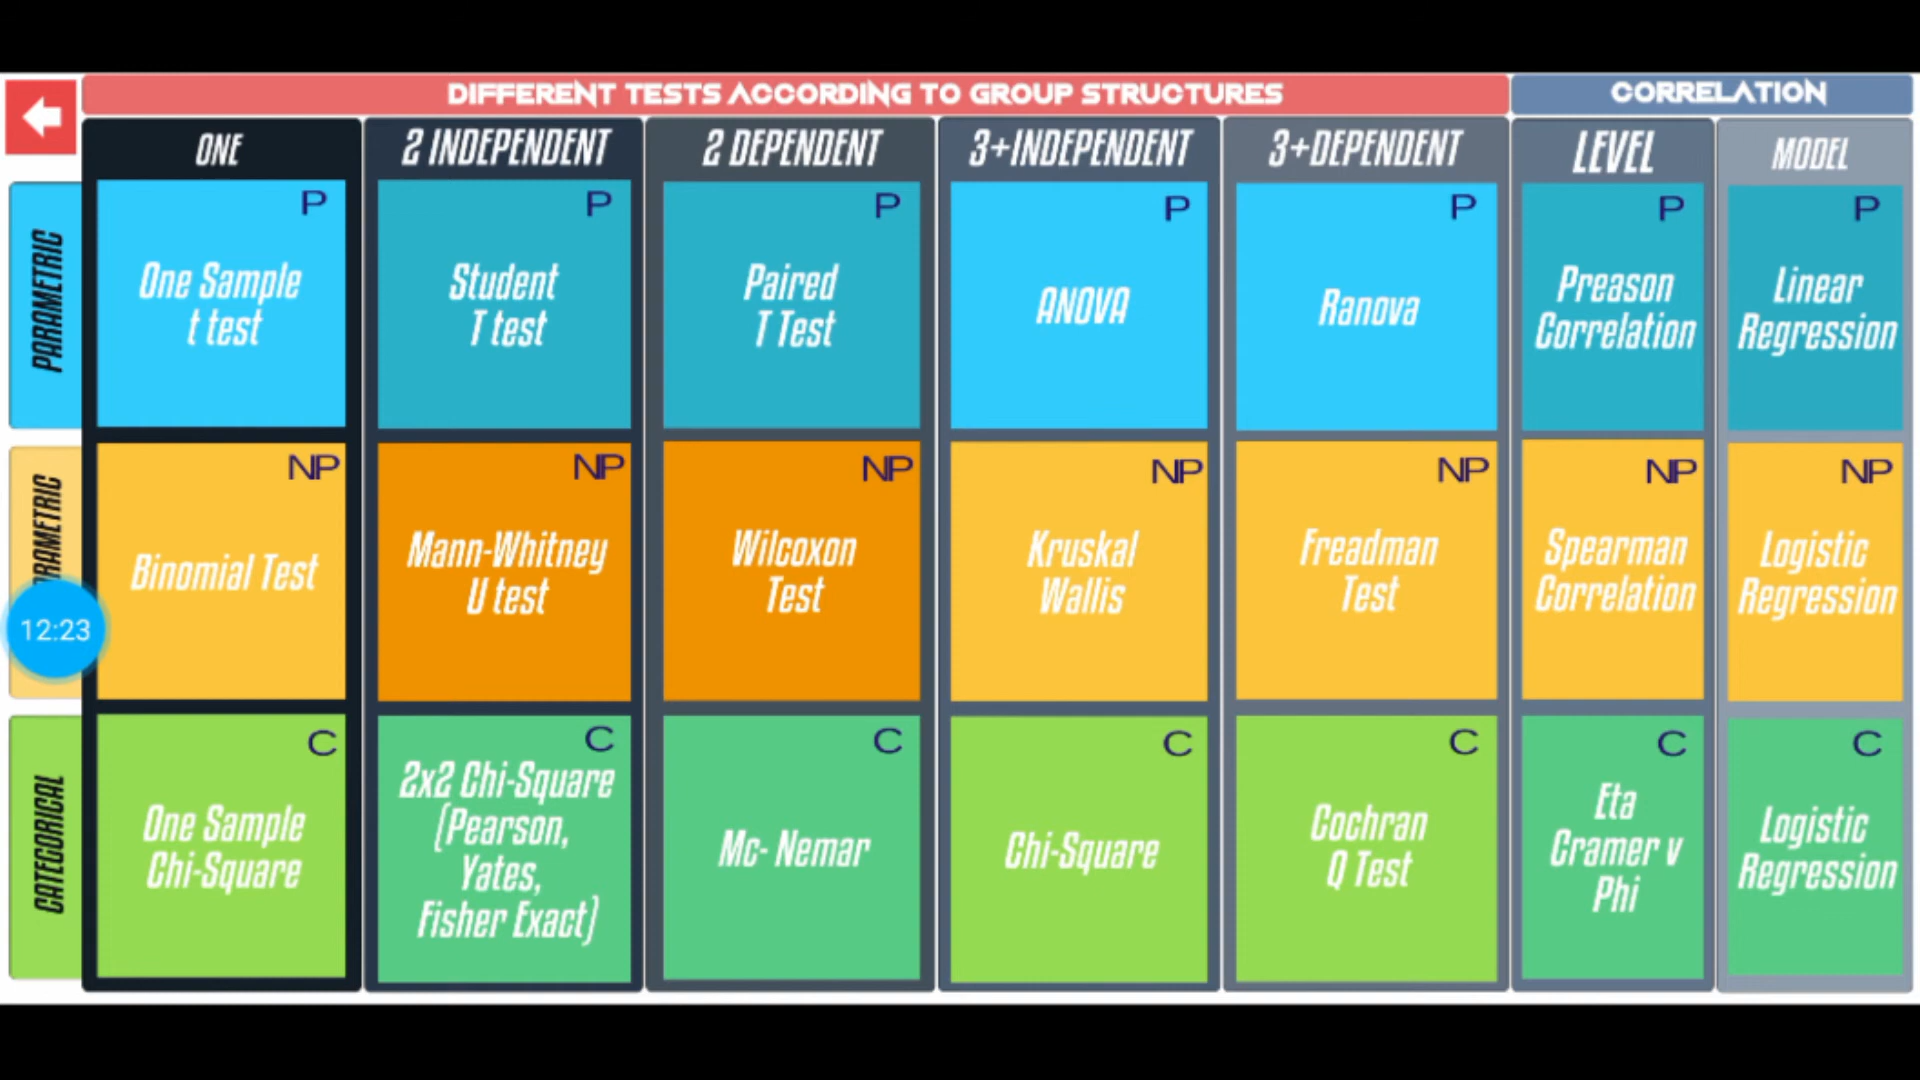 DIFFERENT TESTS ACCORDING TO GROUP STRUCTURES
CORRELATION
ONE
2 INDEPENDENT
2 DEPENDENT
3+INDEPENDENT
3+DEPENDENT
LEVEL
MODEL
PARAMETRIC
P
One Sample
t test
P
Student
T test
P
Paired
T Test
P
ANOVA
P
Ranova
P
Preason
Correlation
P
Linear
Regression
NP
Binomial Test
NP
Mann-Whitney
U test
NP
Wilcoxon
Test
NP
Kruskal
Wallis
NP
Freadman
Test
NP
Spearman
Correlation
NP
Logistic
Regression
12:23
CATEGORICAL
C
One Sample
Chi-Square
C
2x2 Chi-Square
(Pearson,
Yates,
Fisher Exact)
C
Mc- Nemar
C
Chi-Square
C
Cochran
Q Test
C
Eta
Cramer v
Phi
C
Logistic
Regression